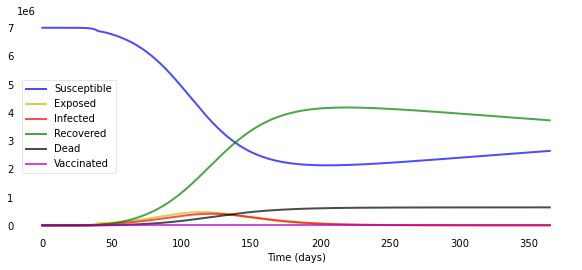 1e6
7
6
5
4
3
2
1
0
Susceptible
Exposed
Infected
Recovered
Dead
Vaccinated
0 50 100 150 200 250 300 350
Time (days)